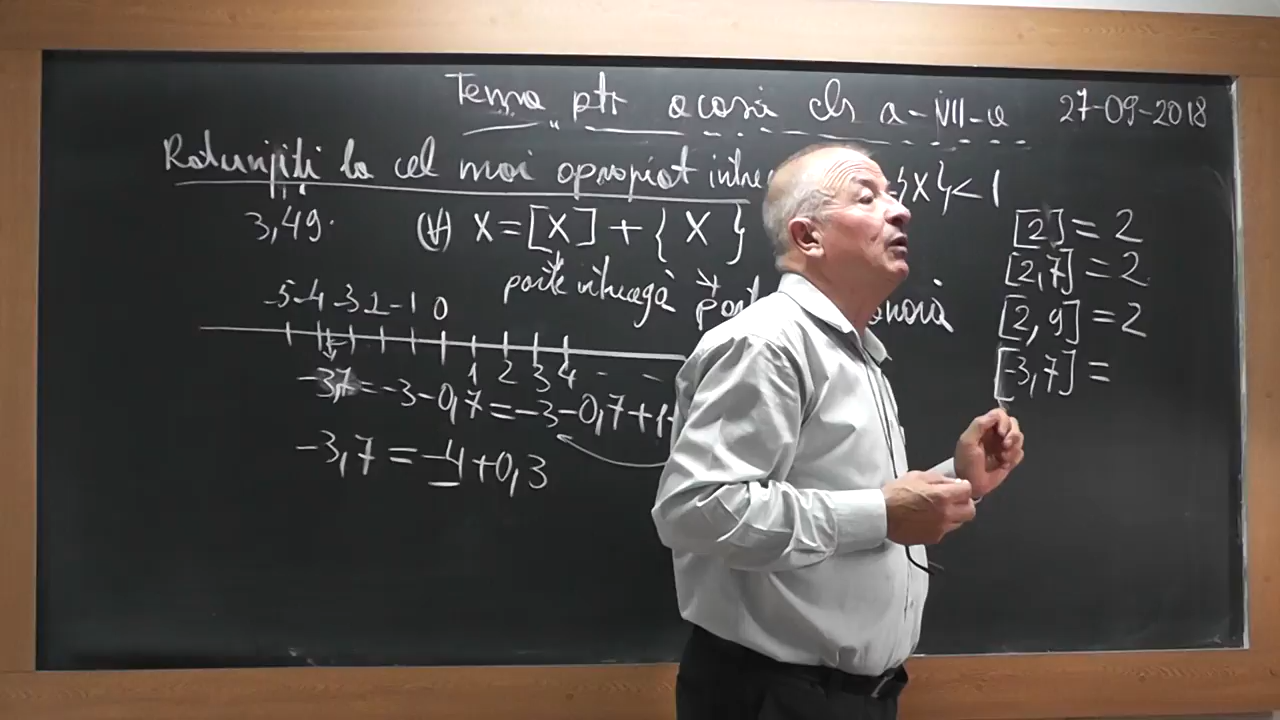 Tema ptr acasă cls a-VII-a 27-09-2018
Rotunjiți la cel mai apropiat între {X}<1
3,49. (∀) X=[X]+{X}
[2]=2
[2,7]=2
parte întreagă
[2,9]=2
-5 -4 -3 -2 -1 0
[-3,7]=
1 2 3 4 - -
-3,7=-3-0,7=-3-0,7+1-
-3,7=-4+0,3